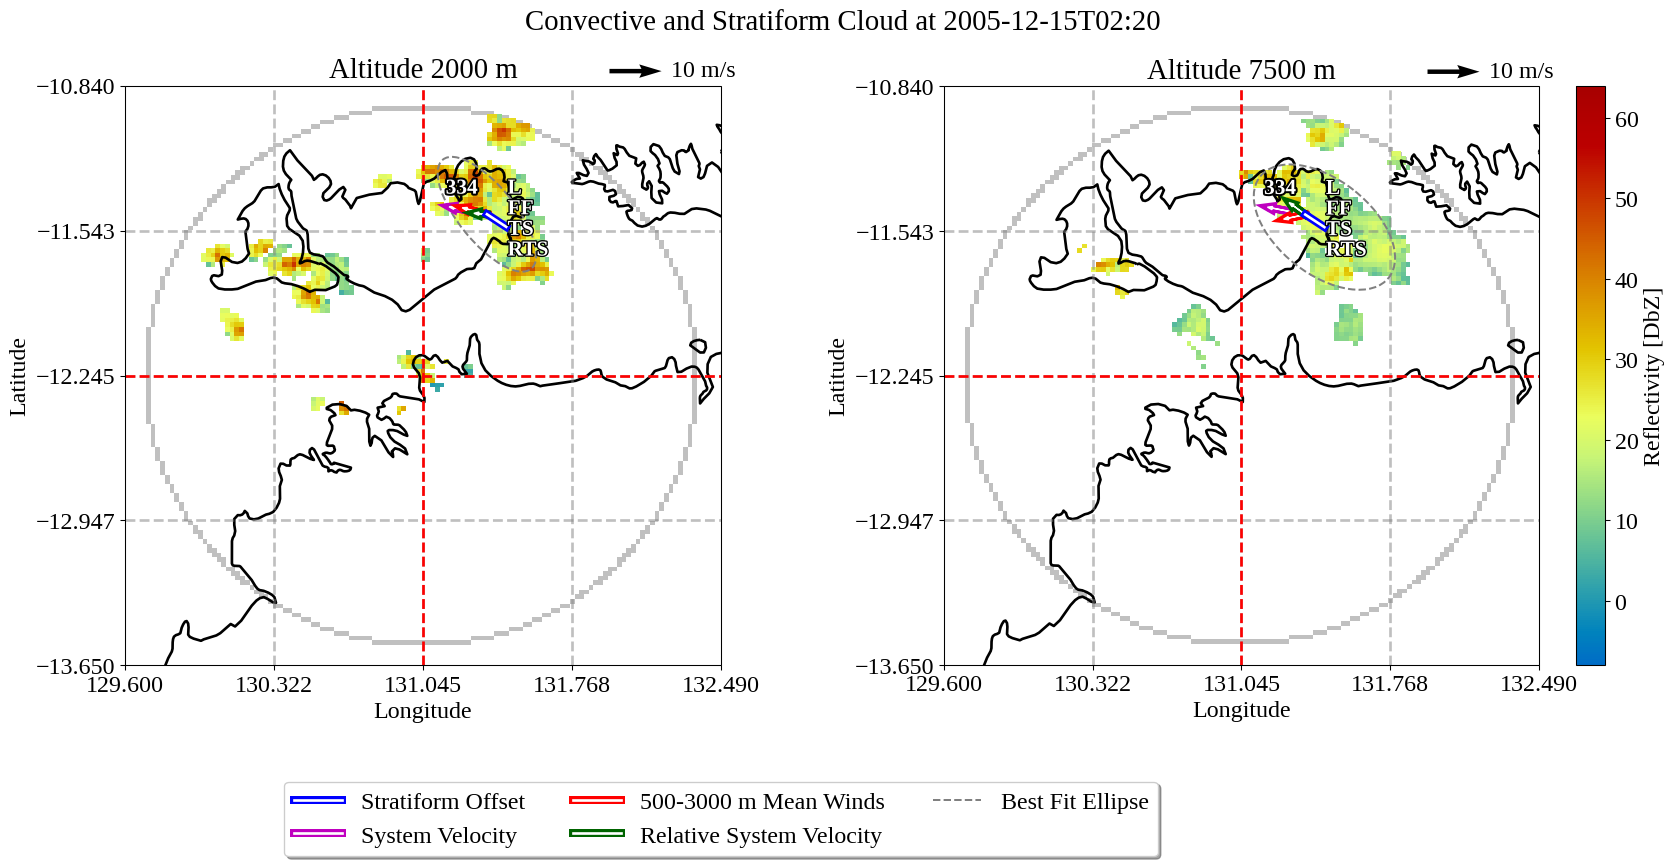 Convective and Stratiform Cloud at 2005-12-15T02:20
Altitude 2000 m
10 m/s
−10.840
−11.543
−12.245
−12.947
−13.650
Latitude
334
L
FF
TS
RTS
129.600
130.322
131.045
131.768
132.490
Longitude
Altitude 7500 m
10 m/s
−10.840
−11.543
−12.245
−12.947
−13.650
Latitude
334
L
FF
TS
RTS
129.600
130.322
131.045
131.768
132.490
Longitude
60
50
40
30
20
10
0
Reflectivity [DbZ]
Stratiform Offset
System Velocity
500-3000 m Mean Winds
Relative System Velocity
Best Fit Ellipse